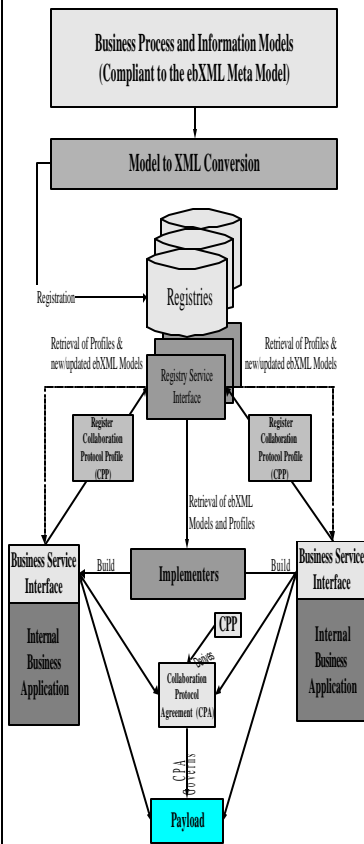 Business Process and Information Models
(Compliant to the ebXML Meta Model)
Model to XML Conversion
Registration
Registries
Retrieval of Profiles &
new/updated ebXML Models
Retrieval of Profiles &
new/updated ebXML Models
Registry Service
Interface
Register
Collaboration
Protocol Profile
(CPP)
Register
Collaboration
Protocol Profile
(CPP)
Retrieval of ebXML
Models and Profiles
Business Service
Interface
Build
Implementers
Build
Business Service
Interface
Internal
Business
Application
CPP
Internal
Business
Application
Derives
Collaboration
Protocol
Agreement (CPA)
CPA
Governs
Payload